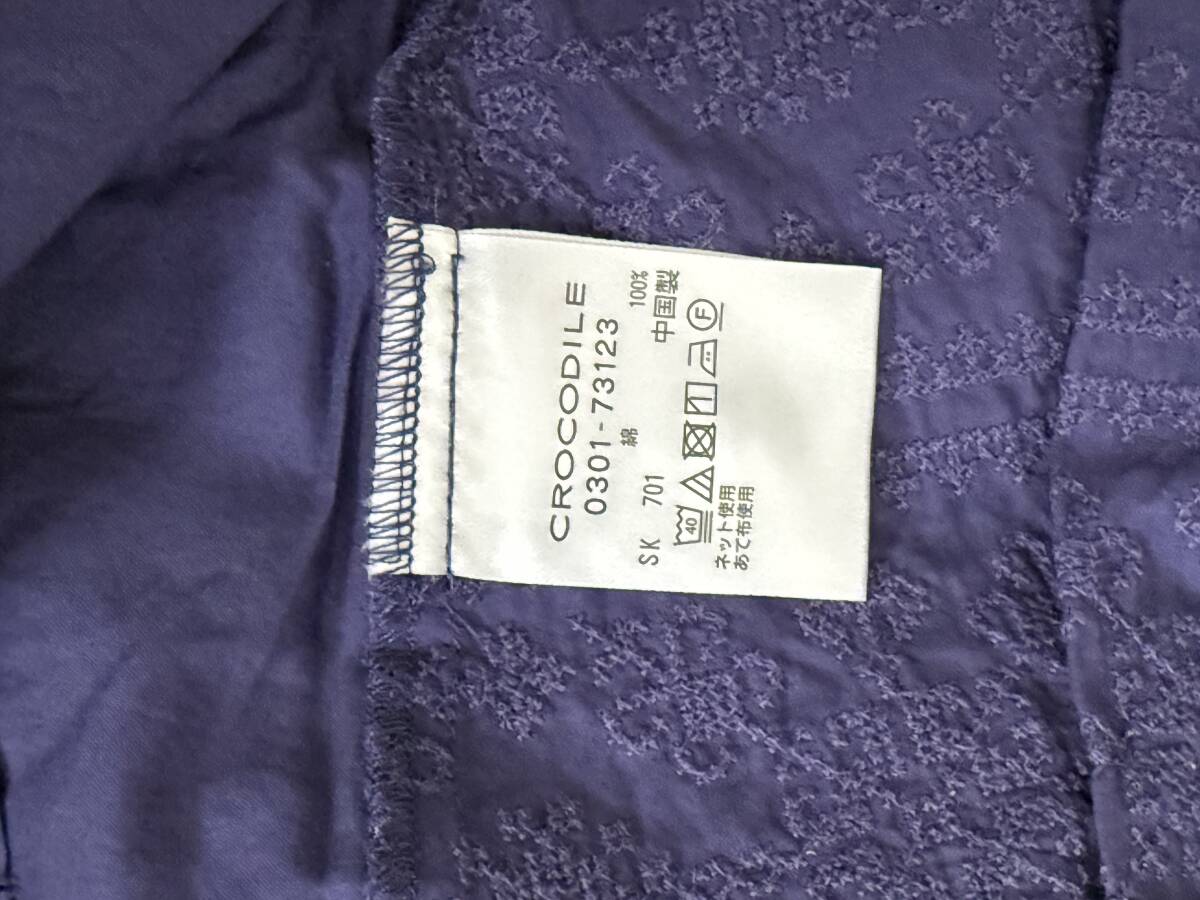 CROCODILE
0301-73123
綿 100%
SK 701 中国製
40 F
ネット使用
あて布使用